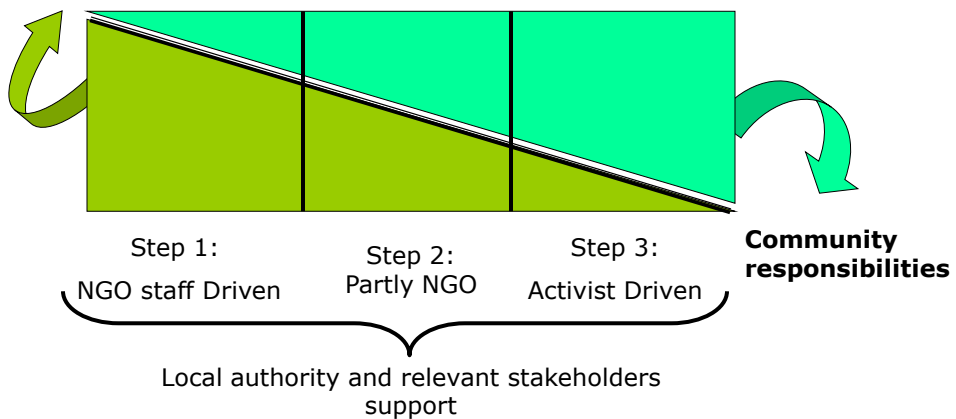 Step 1:
NGO staff Driven
Step 2:
Partly NGO
Step 3:
Activist Driven
Community
responsibilities
Local authority and relevant stakeholders
support